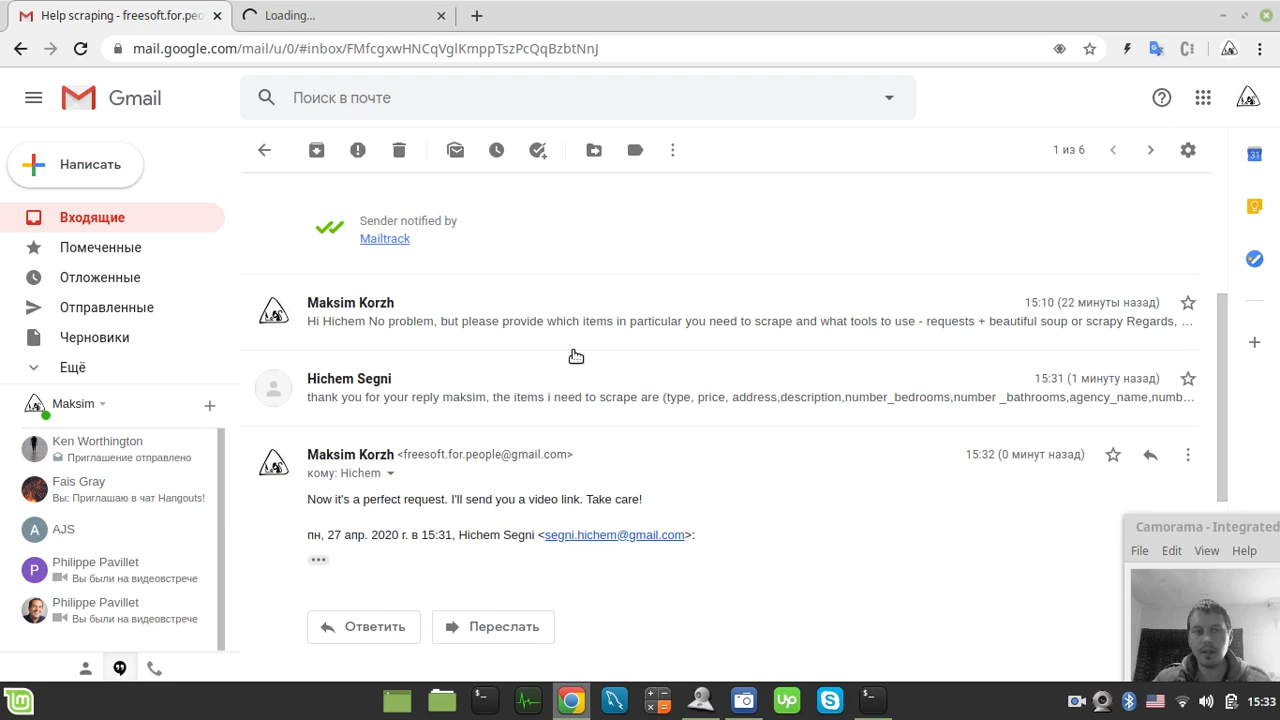 Help scraping - freesoft.for.peo
Loading...
mail.google.com/mail/u/0/#inbox/FMfcgxwHNCqVglKmppTszPcQqBzbtNnJ
Gmail
Поиск в почте
Написать
1 из 6
31
Входящие
Помеченные
Отложенные
Отправленные
Черновики
Ещё
Sender notified by
Mailtrack
Maksim Korzh
15:10 (22 минуты назад)
Hi Hichem No problem, but please provide which items in particular you need to scrape and what tools to use - requests + beautiful soup or scrapy Regards, ...
Hichem Segni
15:31 (1 минуту назад)
thank you for your reply maksim, the items i need to scrape are (type, price, address,description,number_bedrooms,number _bathrooms,agency_name,numb...
Maksim Korzh <freesoft.for.people@gmail.com>
15:32 (0 минут назад)
кому: Hichem
Now it's a perfect request. I'll send you a video link. Take care!
пн, 27 апр. 2020 г. в 15:31, Hichem Segni <segni.hichem@gmail.com>:
Ответить
Переслать
Maksim
Ken Worthington
Приглашение отправлено
Fais Gray
Вы: Приглашаю в чат Hangouts!
A
AJS
P
Philippe Pavillet
Вы были на видеовстрече
Philippe Pavillet
Вы были на видеовстрече
Camorama - Integrated
File Edit View Help
Up
15:33